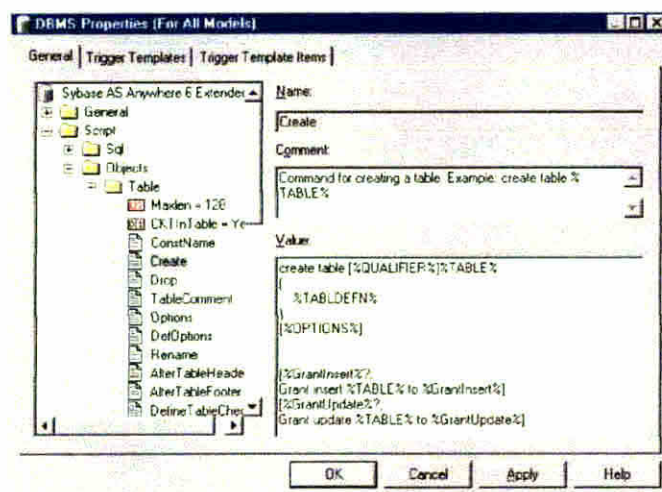 DBMS Properties (For All Models)
General
Trigger Templates
Trigger Template Items
Sybase AS Anywhere 6 Extended
General
Script
Sql
Objects
Table
Maxlen = 128
CKTInTable = Ye
ConstName
Create
Drop
TableComment
Options
DefOptions
Rename
AlterTableHeade
AlterTableFooter
DefineTableChec
Name:
Create
Comment:
Command for creating a table. Example: create table %
TABLE%
Value:
create table [%QUALIFIER%]%TABLE%
(
%TABLDEFN%
)
[%OPTIONS%]
[%GrantInsert%?,
Grant insert %TABLE% to %GrantInsert%]
[%GrantUpdate%?,
Grant update %TABLE% to %GrantUpdate%]
OK
Cancel
Apply
Help